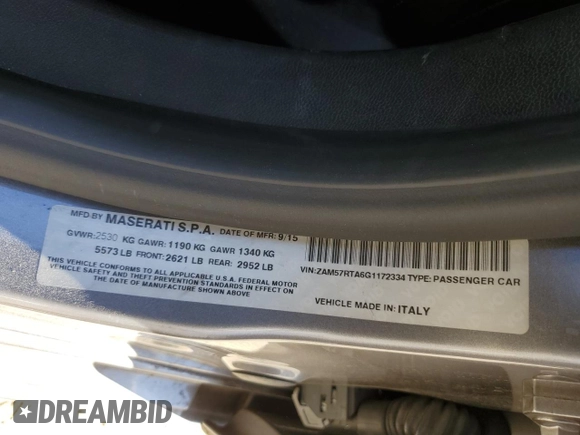 MFD BY MASERATI S.P.A. DATE OF MFR: 9/15
GVWR:2530 KG GAWR: 1190 KG GAWR 1340 KG
5573 LB FRONT: 2621 LB REAR: 2952 LB
THIS VEHICLE CONFORMS TO ALL APPLICABLE U.S.A. FEDERAL MOTOR
VEHICLE SAFETY AND THEFT PREVENTION STANDARDS IN EFFECT ON
THE DATE OF MANUFACTURE SHOWN ABOVE
VIN:ZAM57RTA6G1172334 TYPE: PASSENGER CAR
VEHICLE MADE IN: ITALY
DREAMBID